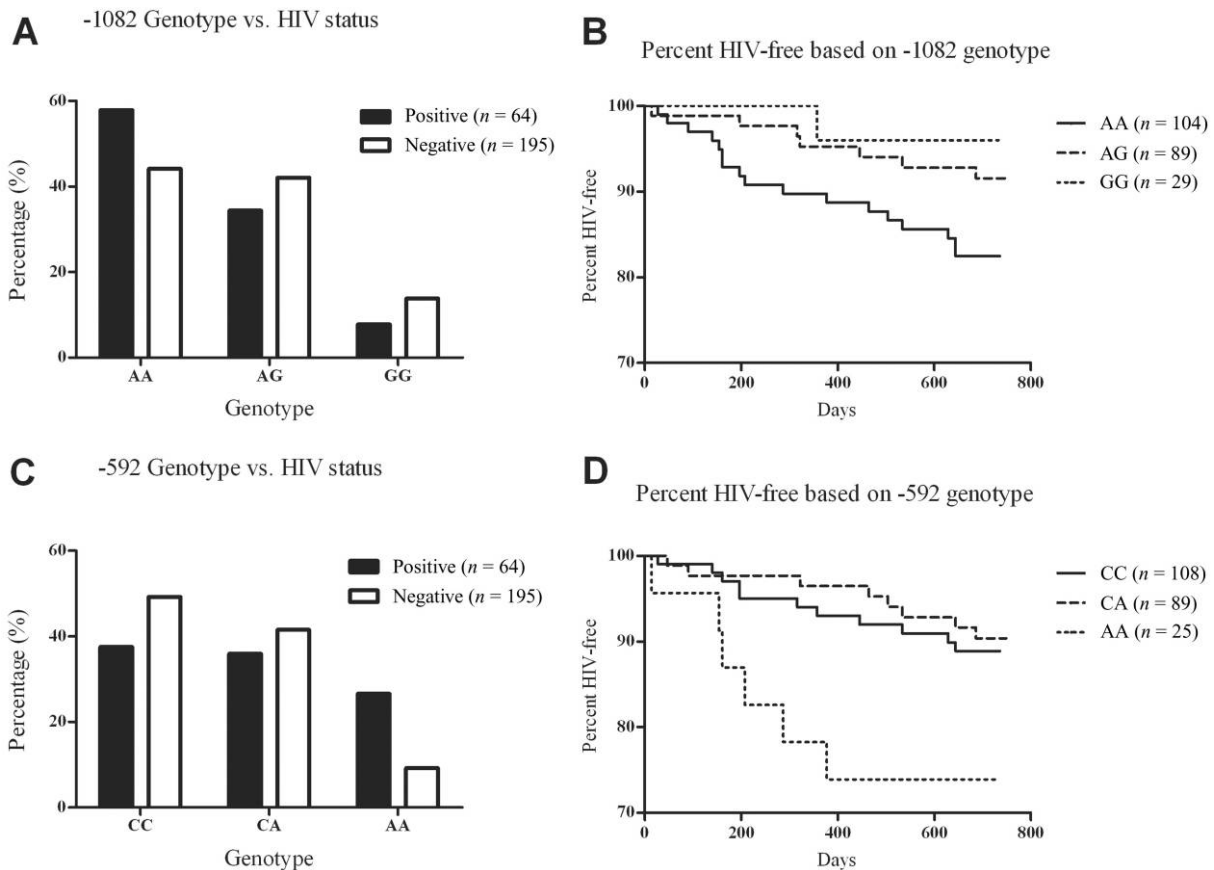 A
-1082 Genotype vs. HIV status
Percentage (%)
60
40
20
0
Positive (n = 64)
Negative (n = 195)
AA AG GG
Genotype
B
Percent HIV-free based on -1082 genotype
Percent HIV-free
100
90
80
70
0 200 400 600 800
Days
AA (n = 104)
AG (n = 89)
GG (n = 29)
C
-592 Genotype vs. HIV status
Percentage (%)
60
40
20
0
Positive (n = 64)
Negative (n = 195)
CC CA AA
Genotype
D
Percent HIV-free based on -592 genotype
Percent HIV-free
100
90
80
70
0 200 400 600 800
Days
CC (n = 108)
CA (n = 89)
AA (n = 25)